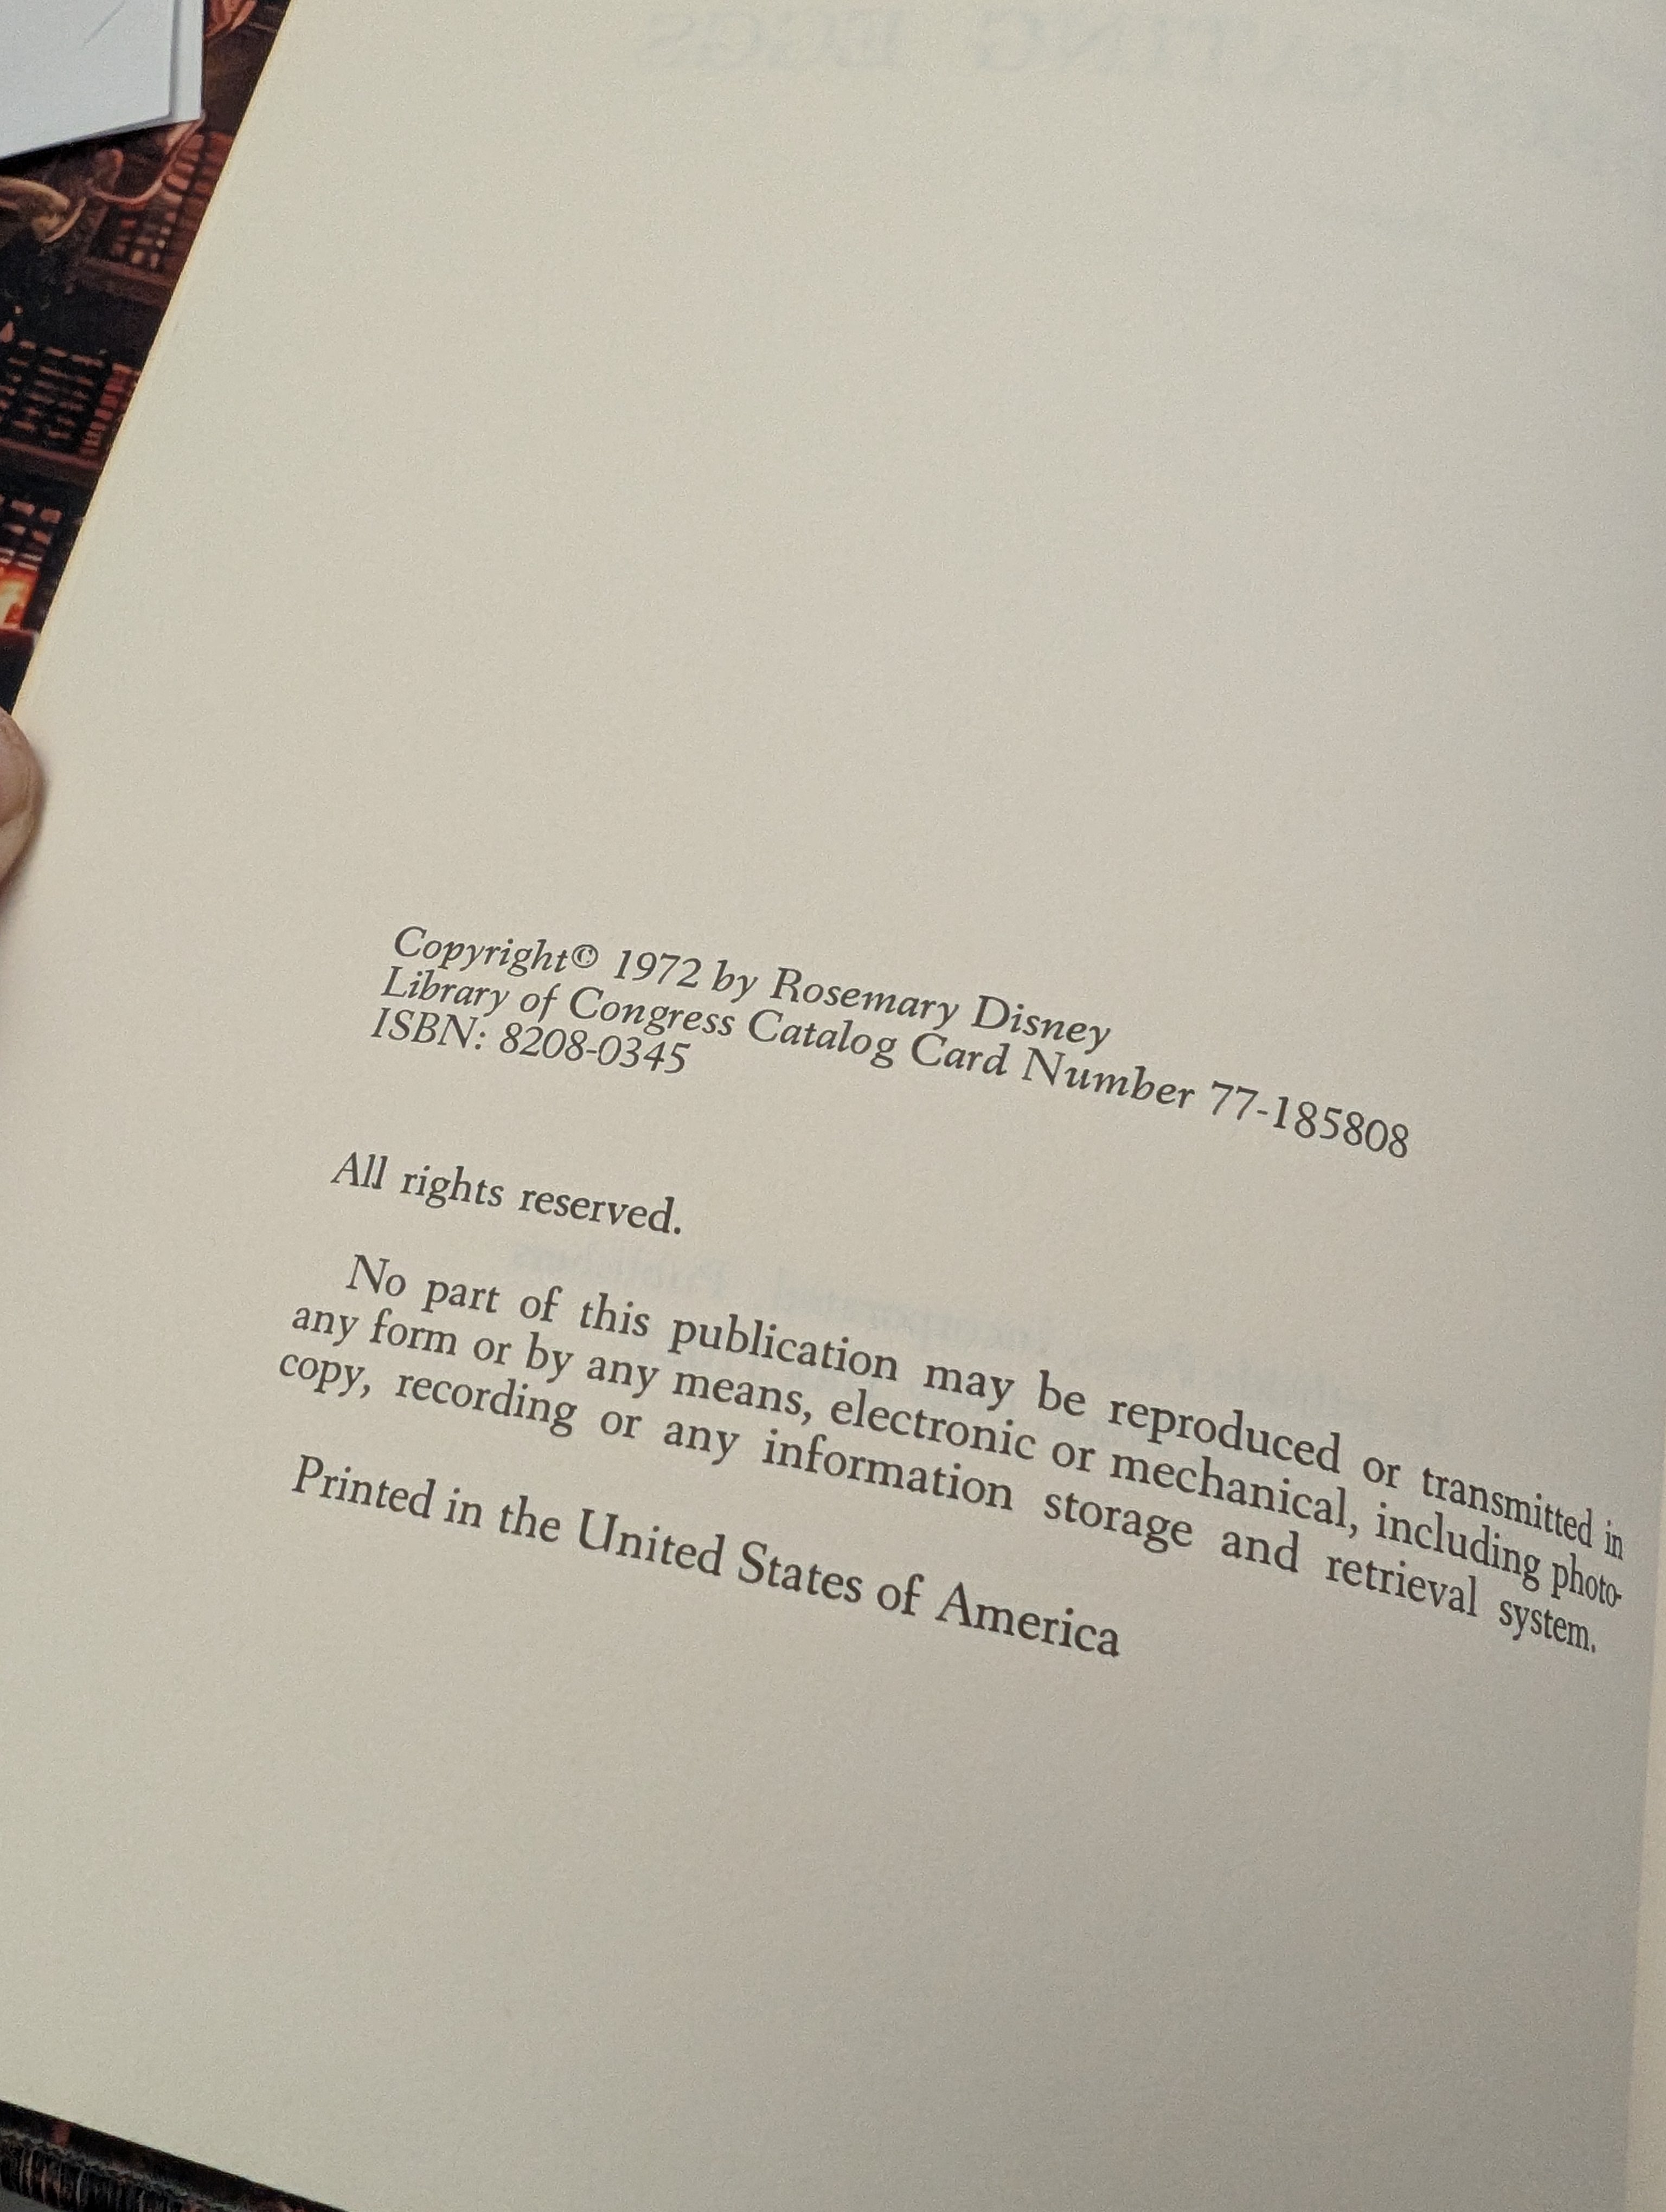 Copyright© 1972 by Rosemary Disney
Library of Congress Catalog Card Number 77-185808
ISBN: 8208-0345
All rights reserved.
No part of this publication may be reproduced or transmitted in
any form or by any means, electronic or mechanical, including photo-
copy, recording or any information storage and retrieval system.
Printed in the United States of America